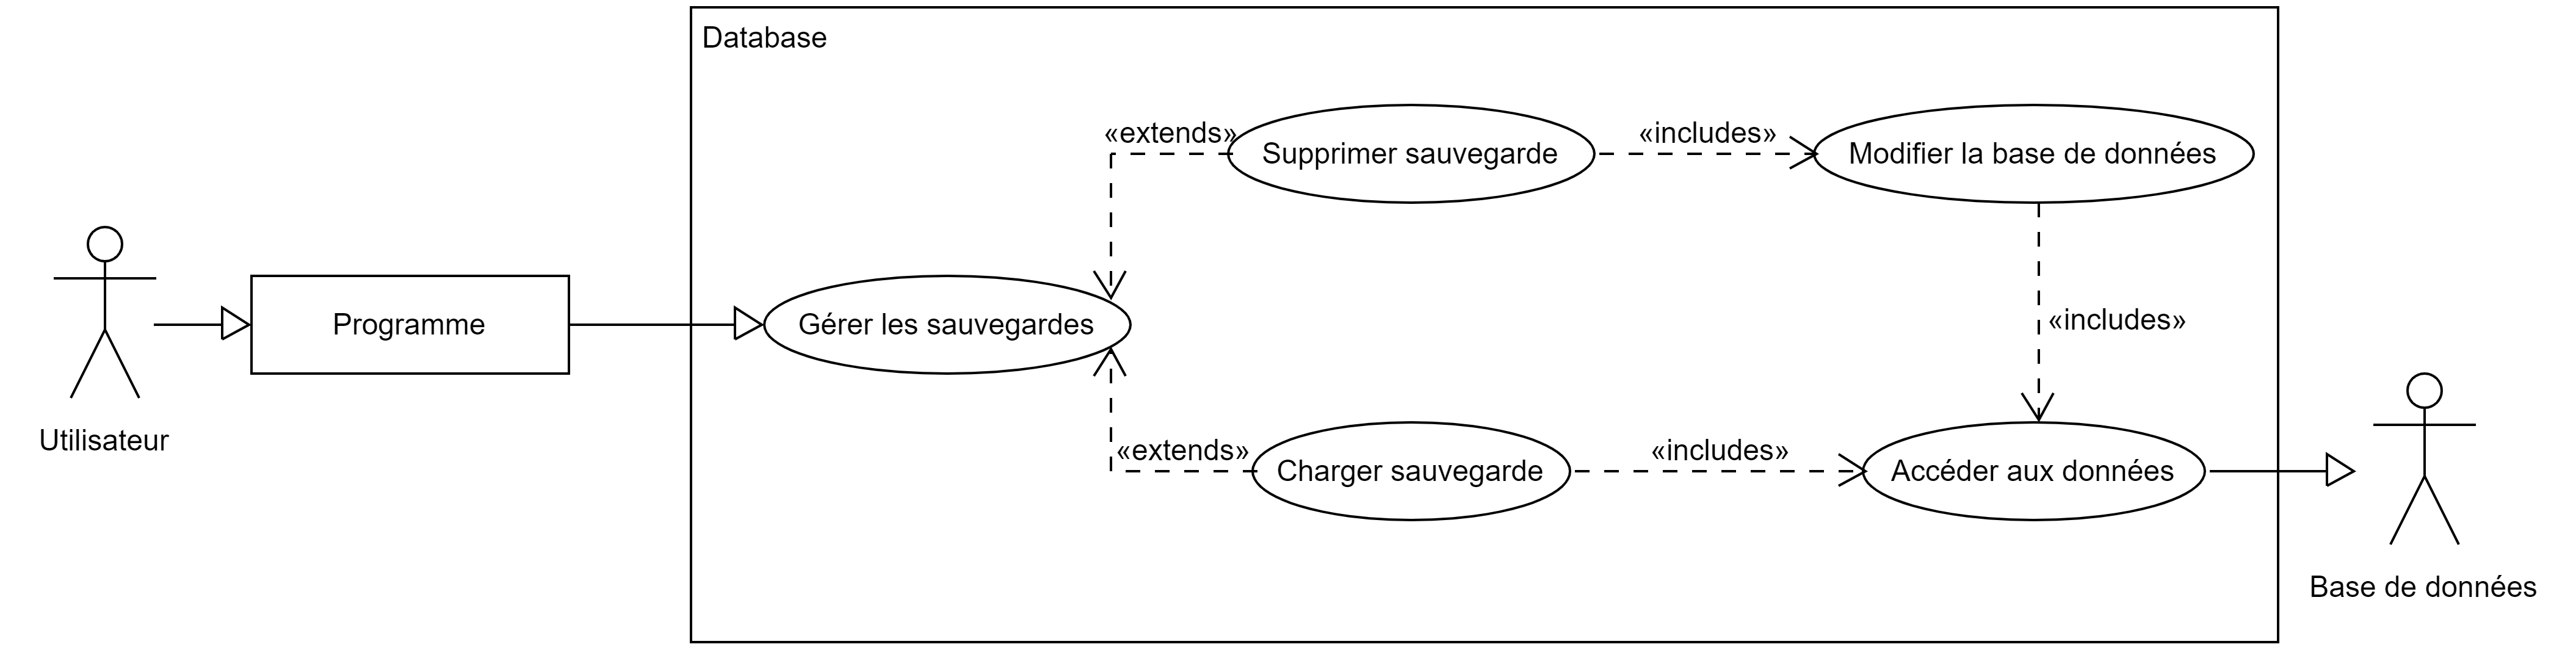 Database
«extends»
Supprimer sauvegarde
«includes»
Modifier la base de données
Utilisateur
Programme
Gérer les sauvegardes
«includes»
«extends»
Charger sauvegarde
«includes»
Accéder aux données
Base de données